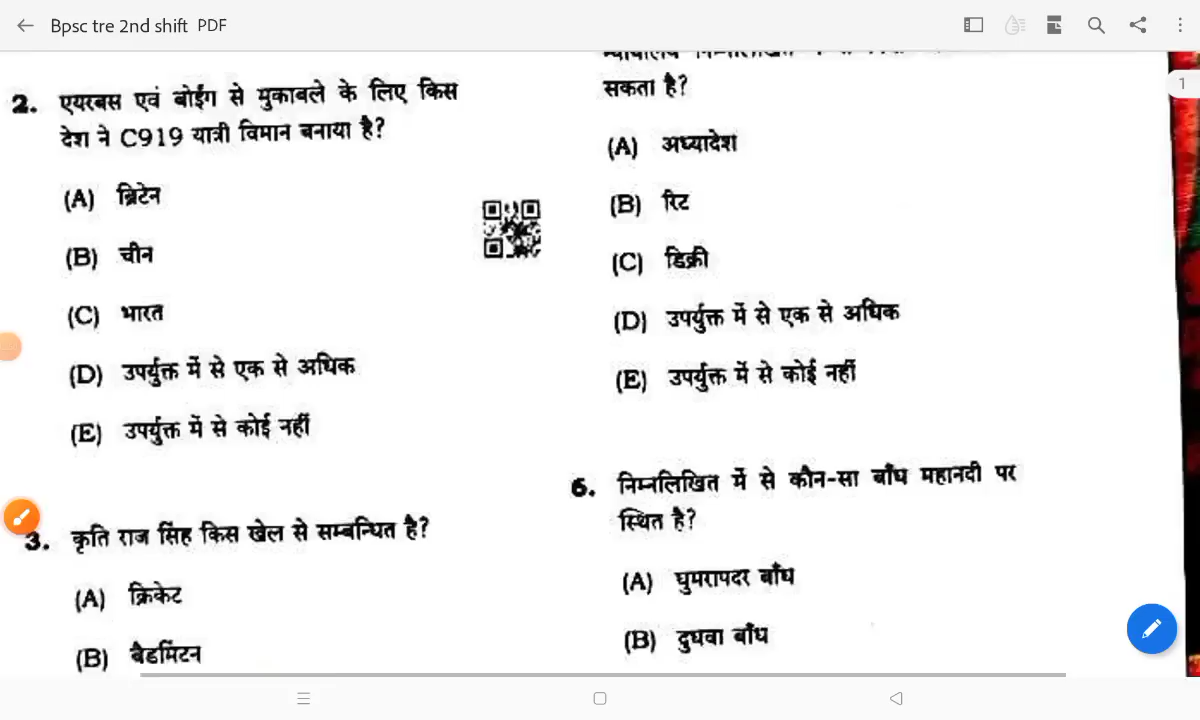 Bpsc tre 2nd shift PDF
1
2. एयरबस एवं बोईंग से मुकाबले के लिए किस
देश ने C919 यात्री विमान बनाया है?
(A) ब्रिटेन
(B) चीन
(C) भारत
(D) उपर्युक्त में से एक से अधिक
(E) उपर्युक्त में से कोई नहीं
3. कृति राज सिंह किस खेल से सम्बन्धित है?
(A) क्रिकेट
(B) बैडमिंटन
सकता है?
(A) अध्यादेश
(B) रिट
(C) डिक्री
(D) उपर्युक्त में से एक से अधिक
(E) उपर्युक्त में से कोई नहीं
6. निम्नलिखित में से कौन-सा बाँध महानदी पर
स्थित है?
(A) घुमरापदर बाँध
(B) दुधवा बाँध